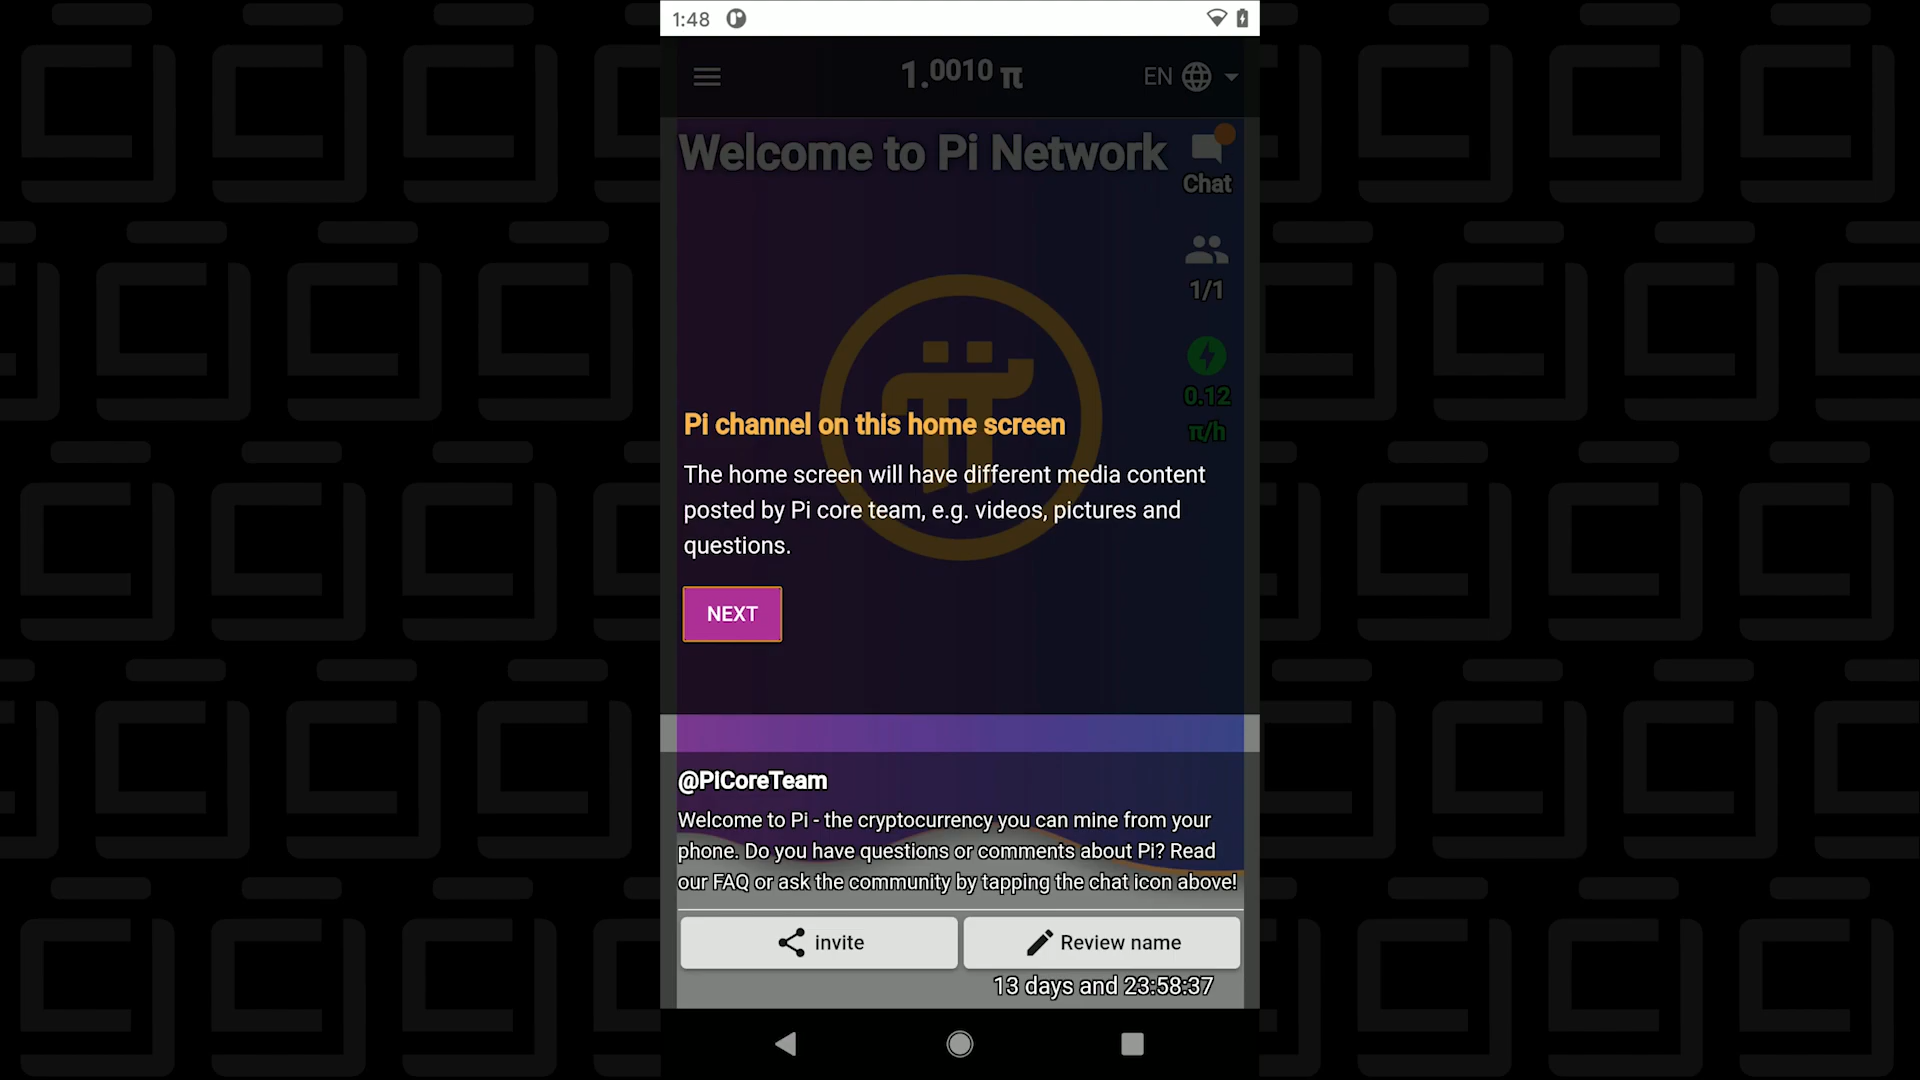 1:48
1.0010 π
EN
Welcome to Pi Network
Chat
1/1
0.12
π/h
Pi channel on this home screen
The home screen will have different media content
posted by Pi core team, e.g. videos, pictures and
questions.
NEXT
@PiCoreTeam
Welcome to Pi - the cryptocurrency you can mine from your
phone. Do you have questions or comments about Pi? Read
our FAQ or ask the community by tapping the chat icon above!
invite
Review name
13 days and 23:58:37